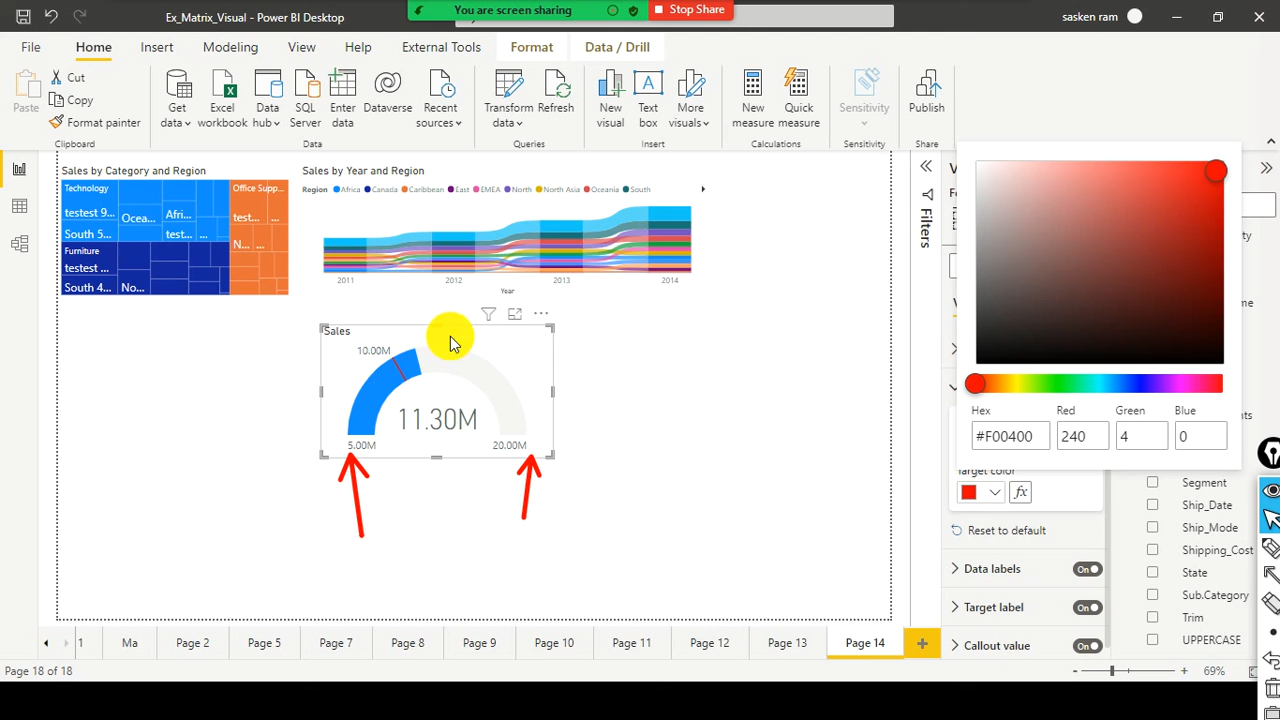 Ex_Matrix_Visual - Power BI Desktop
You are screen sharing
Stop Share
sasken ram
File Home Insert Modeling View Help External Tools Format Data / Drill
Paste
Cut
Copy
Format painter
Clipboard
Get data
Excel workbook
Data hub
SQL Server
Enter data
Dataverse
Recent sources
Data
Transform data
Refresh
Queries
New visual
Text box
More visuals
Insert
New measure
Quick measure
Calculations
Sensitivity
Sensitivity
Publish
Share
Sales by Category and Region
Technology
testest 9...
Ocea...
Afri...
South 5...
test...
...
Furniture
testest ...
South 4...
No...
...
Office Supp...
test...
...
N...
...
Sales by Year and Region
Region Africa Canada Caribbean East EMEA North North Asia Oceania South
2011 2012 2013 2014
Year
Sales
10.00M
11.30M
5.00M 20.00M
Filters
Hex Red Green Blue
#F00400 240 4 0
Target color
fx
Reset to default
Data labels On
Target label On
Callout value On
Segment
Ship_Date
Ship_Mode
Shipping_Cost
State
Sub.Category
Trim
UPPERCASE
1 Ma Page 2 Page 5 Page 7 Page 8 Page 9 Page 10 Page 11 Page 12 Page 13 Page 14 +
Page 18 of 18
- + 69%